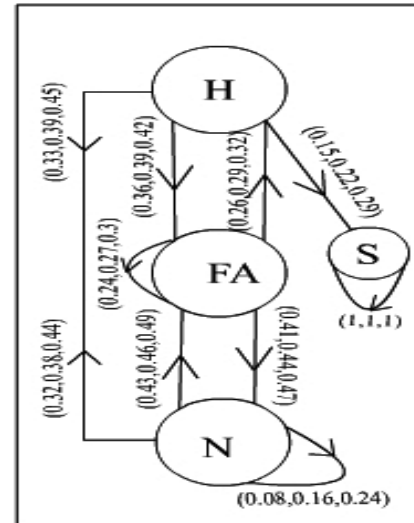 H
(0.33,0.39,0.45)
(0.36,0.39,0.42)
(0.26,0.29,0.32)
(0.15,0.22,0.29)
S
(1,1,1)
(0.24,0.27,0.3)
FA
(0.32,0.38,0.44)
(0.43,0.46,0.49)
(0.41,0.44,0.47)
N
(0.08,0.16,0.24)